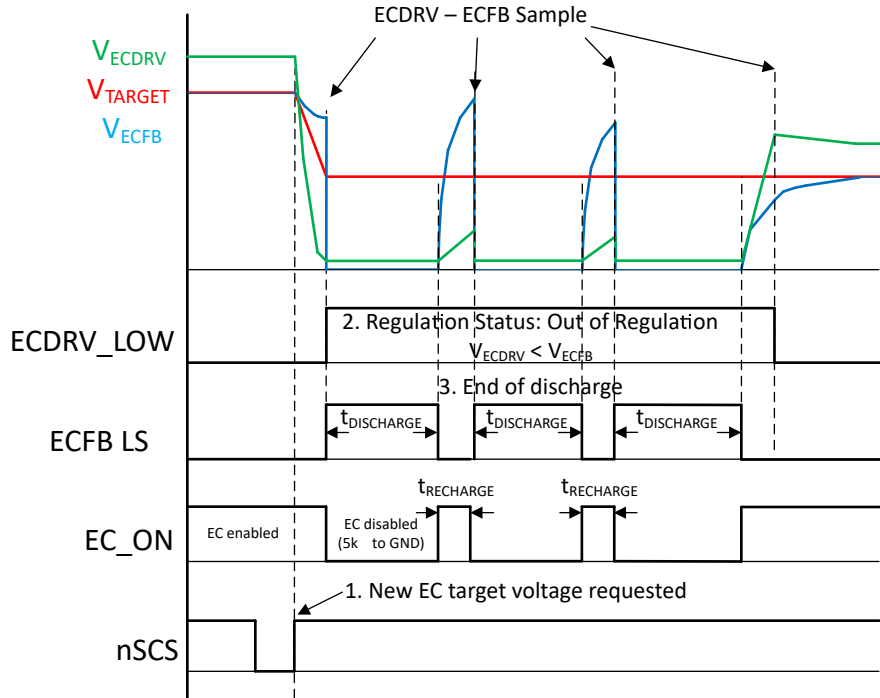 ECDRV – ECFB Sample
VECDRV
VTARGET
VECFB
ECDRV_LOW
2. Regulation Status: Out of Regulation
VECDRV < VECFB
3. End of discharge
ECFB LS
tDISCHARGE
tDISCHARGE
tDISCHARGE
tRECHARGE
tRECHARGE
EC_ON
EC enabled
EC disabled
(5k to GND)
1. New EC target voltage requested
nSCS